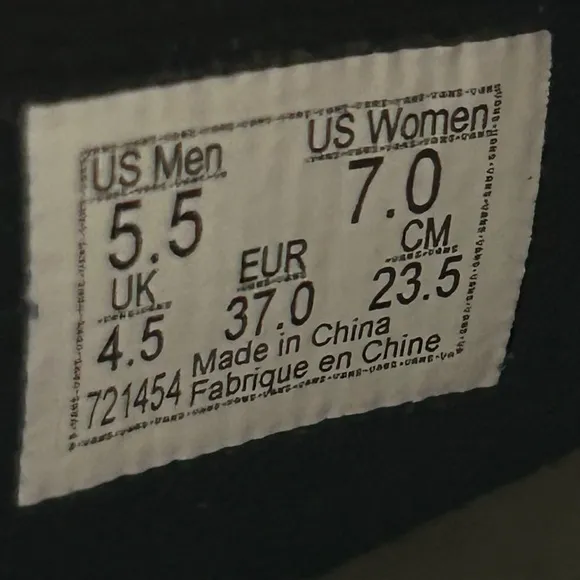 US Men US Women
5.5 7.0
UK EUR CM
4.5 37.0 23.5
Made in China
721454 Fabrique en Chine